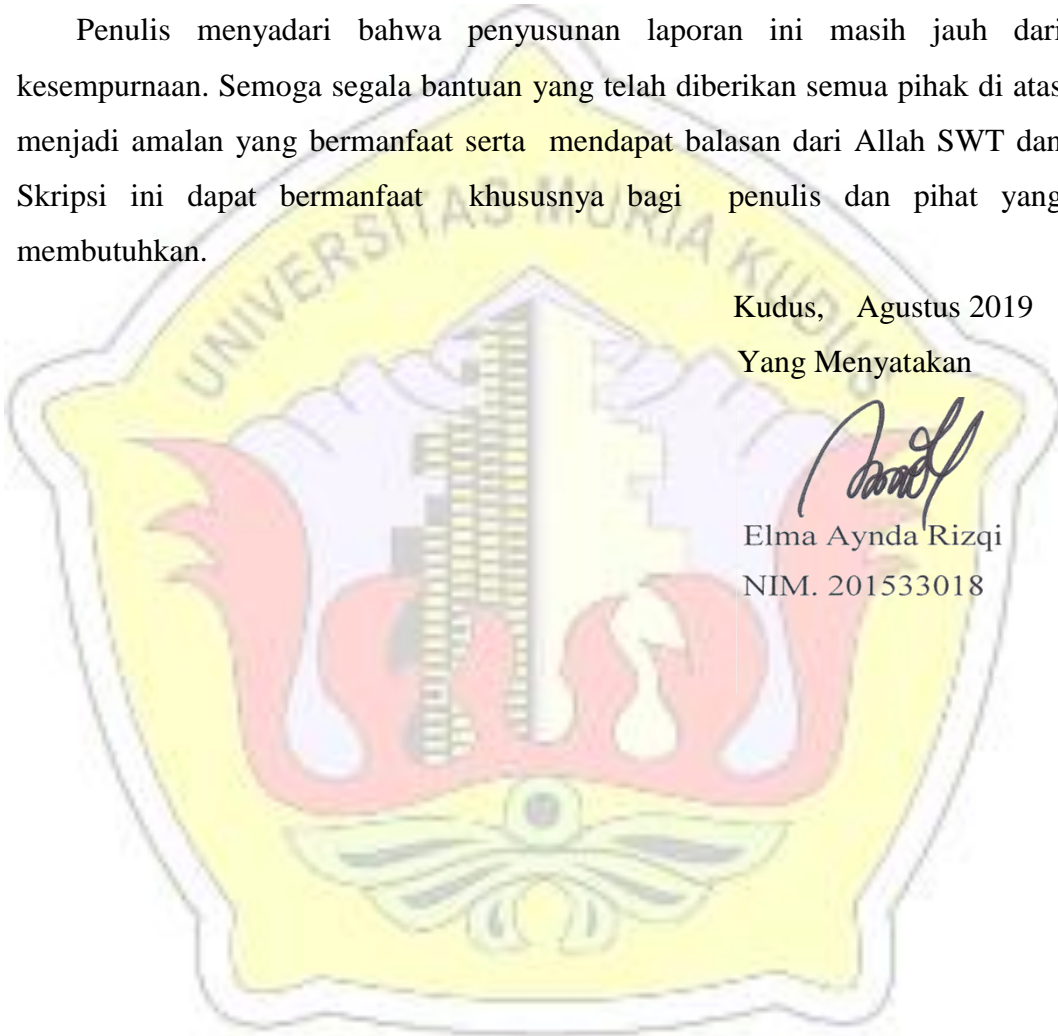 Penulis menyadari bahwa penyusunan laporan ini masih jauh dari
kesempurnaan. Semoga segala bantuan yang telah diberikan semua pihak di atas
menjadi amalan yang bermanfaat serta mendapat balasan dari Allah SWT dan
Skripsi ini dapat bermanfaat khususnya bagi penulis dan pihat yang
membutuhkan.
UNIVERSITAS MURIA KUDUS
Kudus, Agustus 2019
Yang Menyatakan
Elma Aynda Rizqi
NIM. 201533018